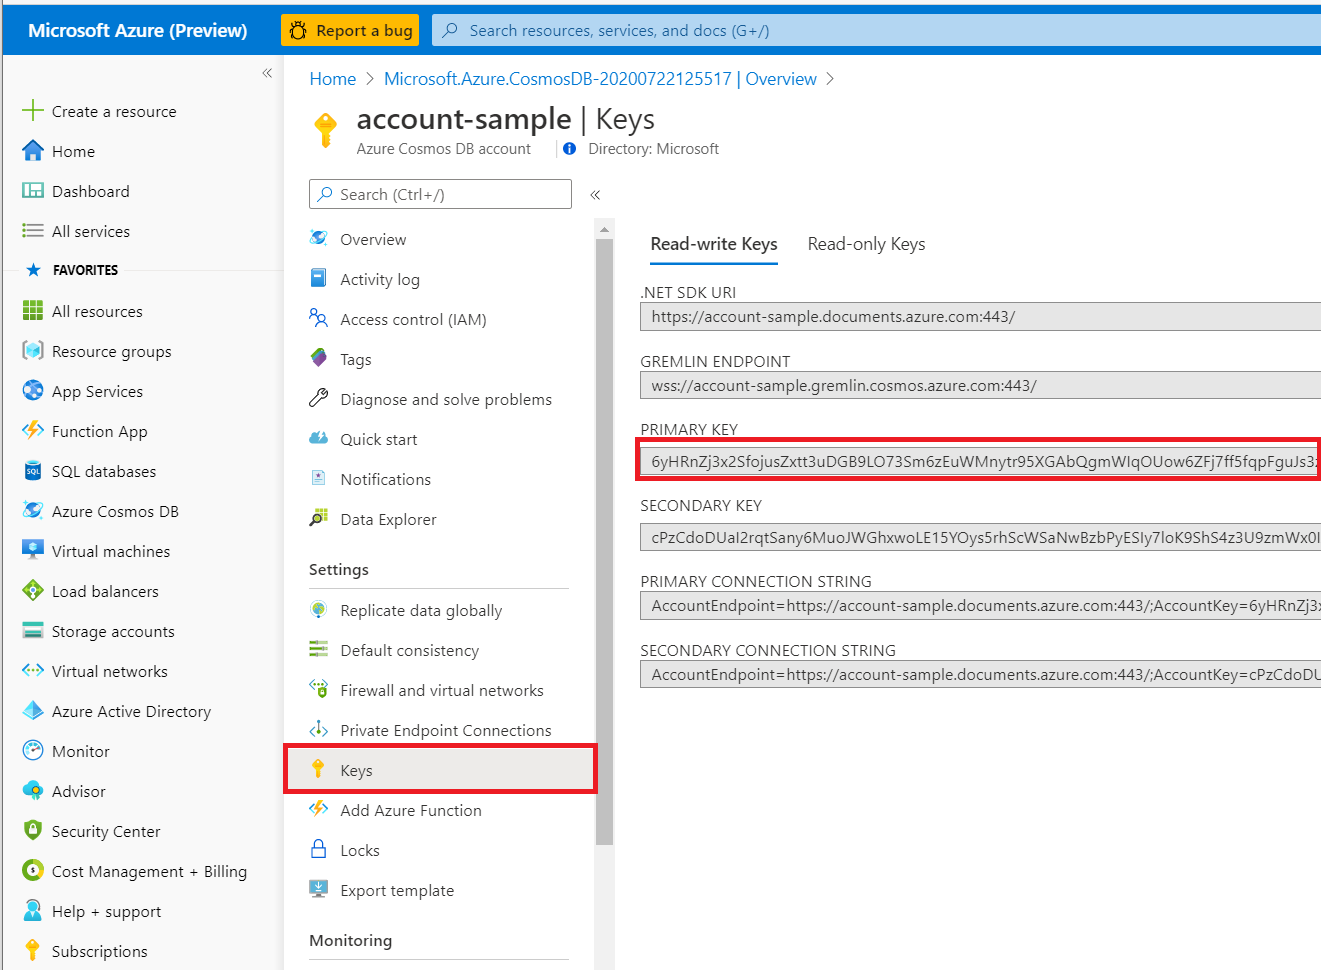 Microsoft Azure (Preview)
Report a bug
Search resources, services, and docs (G+/)
Create a resource
Home
Dashboard
All services
FAVORITES
All resources
Resource groups
App Services
Function App
SQL databases
Azure Cosmos DB
Virtual machines
Load balancers
Storage accounts
Virtual networks
Azure Active Directory
Monitor
Advisor
Security Center
Cost Management + Billing
Help + support
Subscriptions
Home > Microsoft.Azure.CosmosDB-20200722125517 | Overview >
account-sample | Keys
Azure Cosmos DB account
Directory: Microsoft
Search (Ctrl+/)
Overview
Activity log
Access control (IAM)
Tags
Diagnose and solve problems
Quick start
Notifications
Data Explorer
Settings
Replicate data globally
Default consistency
Firewall and virtual networks
Private Endpoint Connections
Keys
Add Azure Function
Locks
Export template
Monitoring
Read-write Keys
Read-only Keys
.NET SDK URI
https://account-sample.documents.azure.com:443/
GREMLIN ENDPOINT
wss://account-sample.gremlin.cosmos.azure.com:443/
PRIMARY KEY
6yHRnZj3x2SfojusZxtt3uDGB9LO73Sm6zEuWMnytr95XGAbQgmWIqOUow6ZFj7ff5fqpFguJs3z
SECONDARY KEY
cPzCdoDUaI2rqtSany6MuoJWGhxwoLE15YOys5rhScWSaNwBzbPyESIy7loK9ShS4z3U9zmWx0I
PRIMARY CONNECTION STRING
AccountEndpoint=https://account-sample.documents.azure.com:443/;AccountKey=6yHRnZj3x
SECONDARY CONNECTION STRING
AccountEndpoint=https://account-sample.documents.azure.com:443/;AccountKey=cPzCdoDU